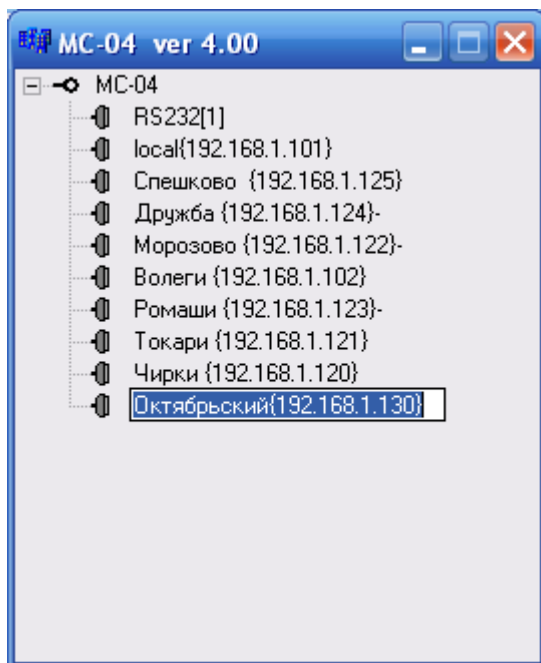 MC-04 ver 4.00
MC-04
RS232[1]
local{192.168.1.101}
Спешково {192.168.1.125}
Дружба {192.168.1.124}-
Морозово {192.168.1.122}-
Волеги {192.168.1.102}
Ромаши {192.168.1.123}-
Токари {192.168.1.121}
Чирки {192.168.1.120}
Октябрьский{192.168.1.130}